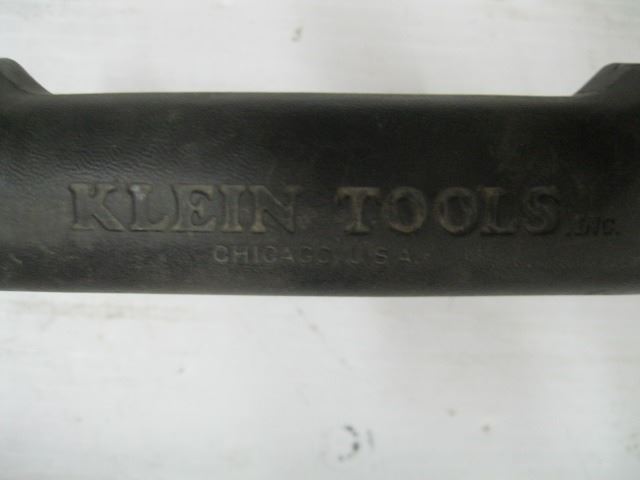 KLEIN TOOLS, INC.
CHICAGO, U.S.A.